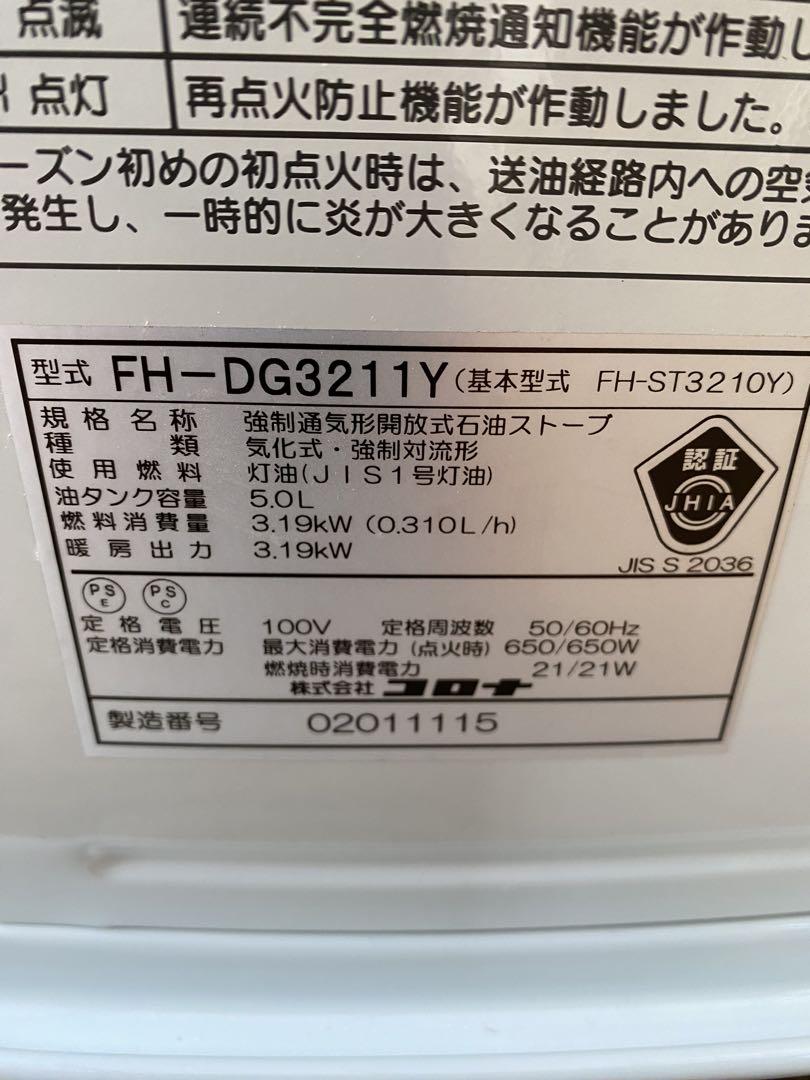 点滅 連続不完全燃焼通知機能が作動し
点灯 再点火防止機能が作動しました。
ーズン初めの初点火時は、送油経路内への空気
発生し、一時的に炎が大きくなることがありま
型式 FH-DG3211Y(基本型式 FH-ST3210Y)
規格名称 強制通気形開放式石油ストーブ
種類 気化式・強制対流形
使用燃料 灯油(JIS1号灯油)
油タンク容量 5.0L
燃料消費量 3.19kW (0.310L/h)
暖房出力 3.19kW
認証
JHIA
JIS S 2036
PS E PS C
定格電圧 100V 定格周波数 50/60Hz
定格消費電力 最大消費電力 (点火時) 650/650W
燃焼時消費電力 21/21W
株式会社 コロナ
製造番号 02011115